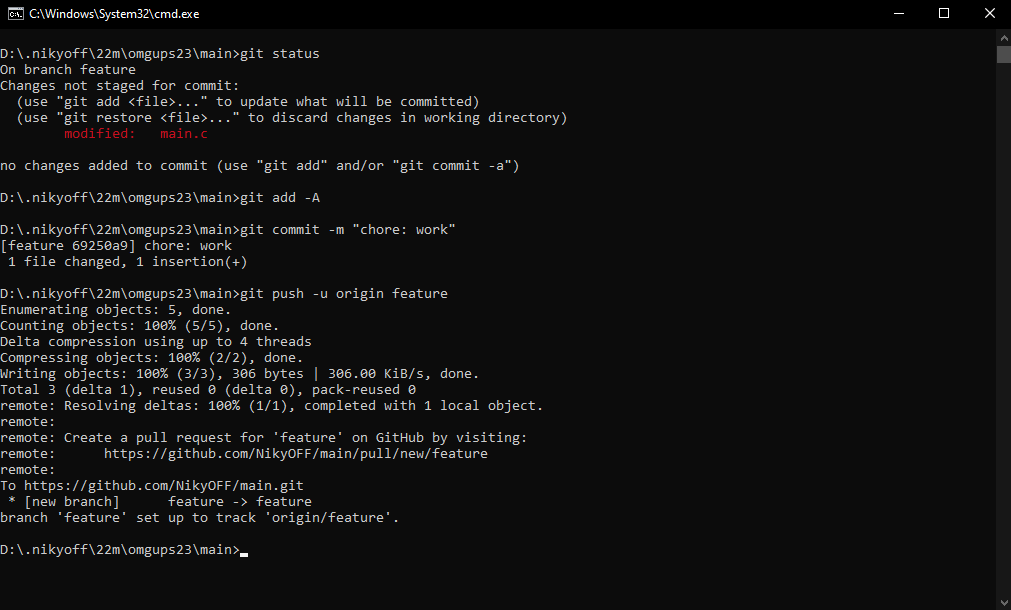 C:\Windows\System32\cmd.exe
D:\.nikyoff\22m\omgups23\main>git status
On branch feature
Changes not staged for commit:
  (use "git add <file>..." to update what will be committed)
  (use "git restore <file>..." to discard changes in working directory)
        modified:   main.c
no changes added to commit (use "git add" and/or "git commit -a")
D:\.nikyoff\22m\omgups23\main>git add -A
D:\.nikyoff\22m\omgups23\main>git commit -m "chore: work"
[feature 69250a9] chore: work
 1 file changed, 1 insertion(+)
D:\.nikyoff\22m\omgups23\main>git push -u origin feature
Enumerating objects: 5, done.
Counting objects: 100% (5/5), done.
Delta compression using up to 4 threads
Compressing objects: 100% (2/2), done.
Writing objects: 100% (3/3), 306 bytes | 306.00 KiB/s, done.
Total 3 (delta 1), reused 0 (delta 0), pack-reused 0
remote: Resolving deltas: 100% (1/1), completed with 1 local object.
remote:
remote: Create a pull request for 'feature' on GitHub by visiting:
remote:      https://github.com/NikyOFF/main/pull/new/feature
remote:
To https://github.com/NikyOFF/main.git
 * [new branch]      feature -> feature
branch 'feature' set up to track 'origin/feature'.
D:\.nikyoff\22m\omgups23\main>